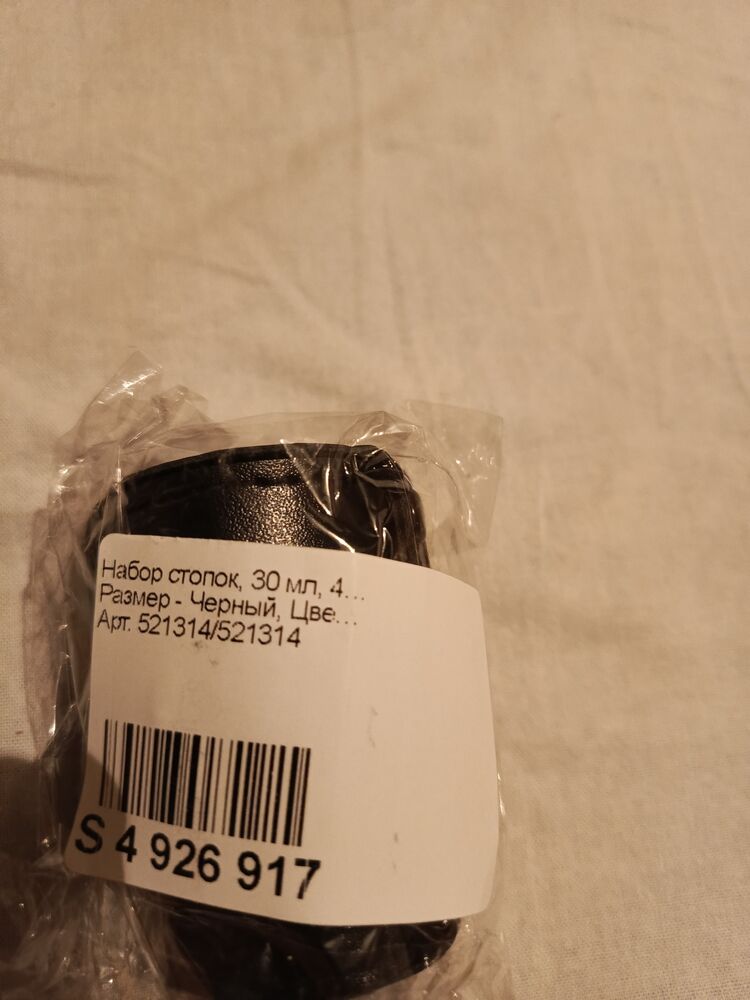 Набор стопок, 30 мл, 4...
Размер - Черный, Цве...
Арт. 521314/521314
S 4 926 917